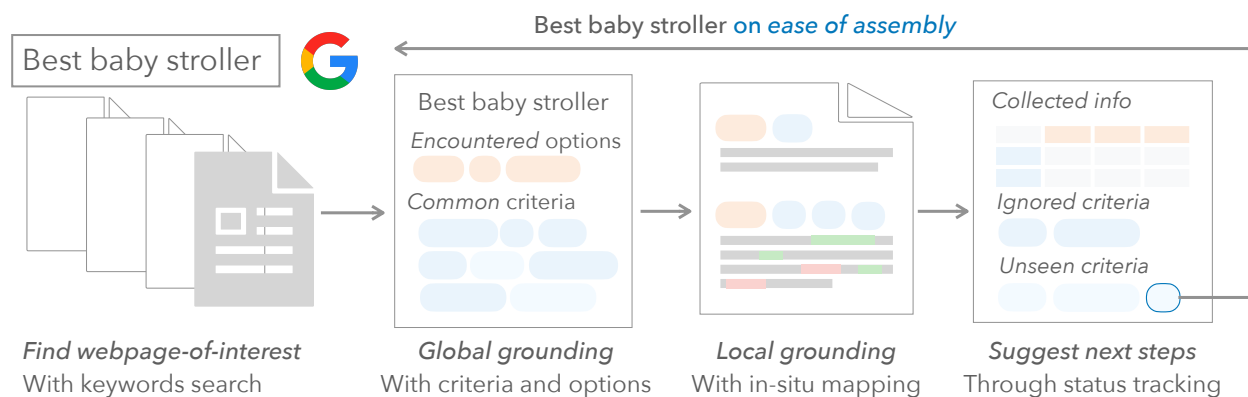 Best baby stroller on ease of assembly
Best baby stroller
Best baby stroller
Encountered options
Common criteria
Collected info
Ignored criteria
Unseen criteria
Find webpage-of-interest
With keywords search
Global grounding
With criteria and options
Local grounding
With in-situ mapping
Suggest next steps
Through status tracking